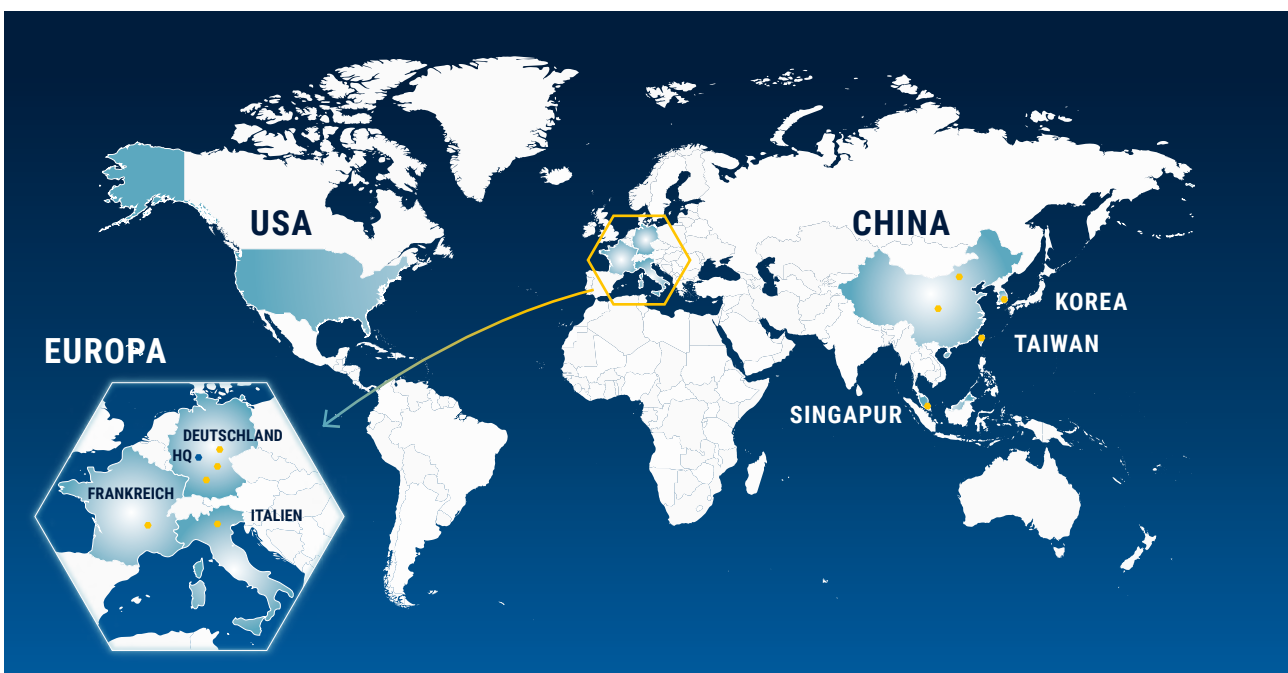 USA
CHINA
KOREA
TAIWAN
SINGAPUR
EUROPA
DEUTSCHLAND
HQ
FRANKREICH
ITALIEN